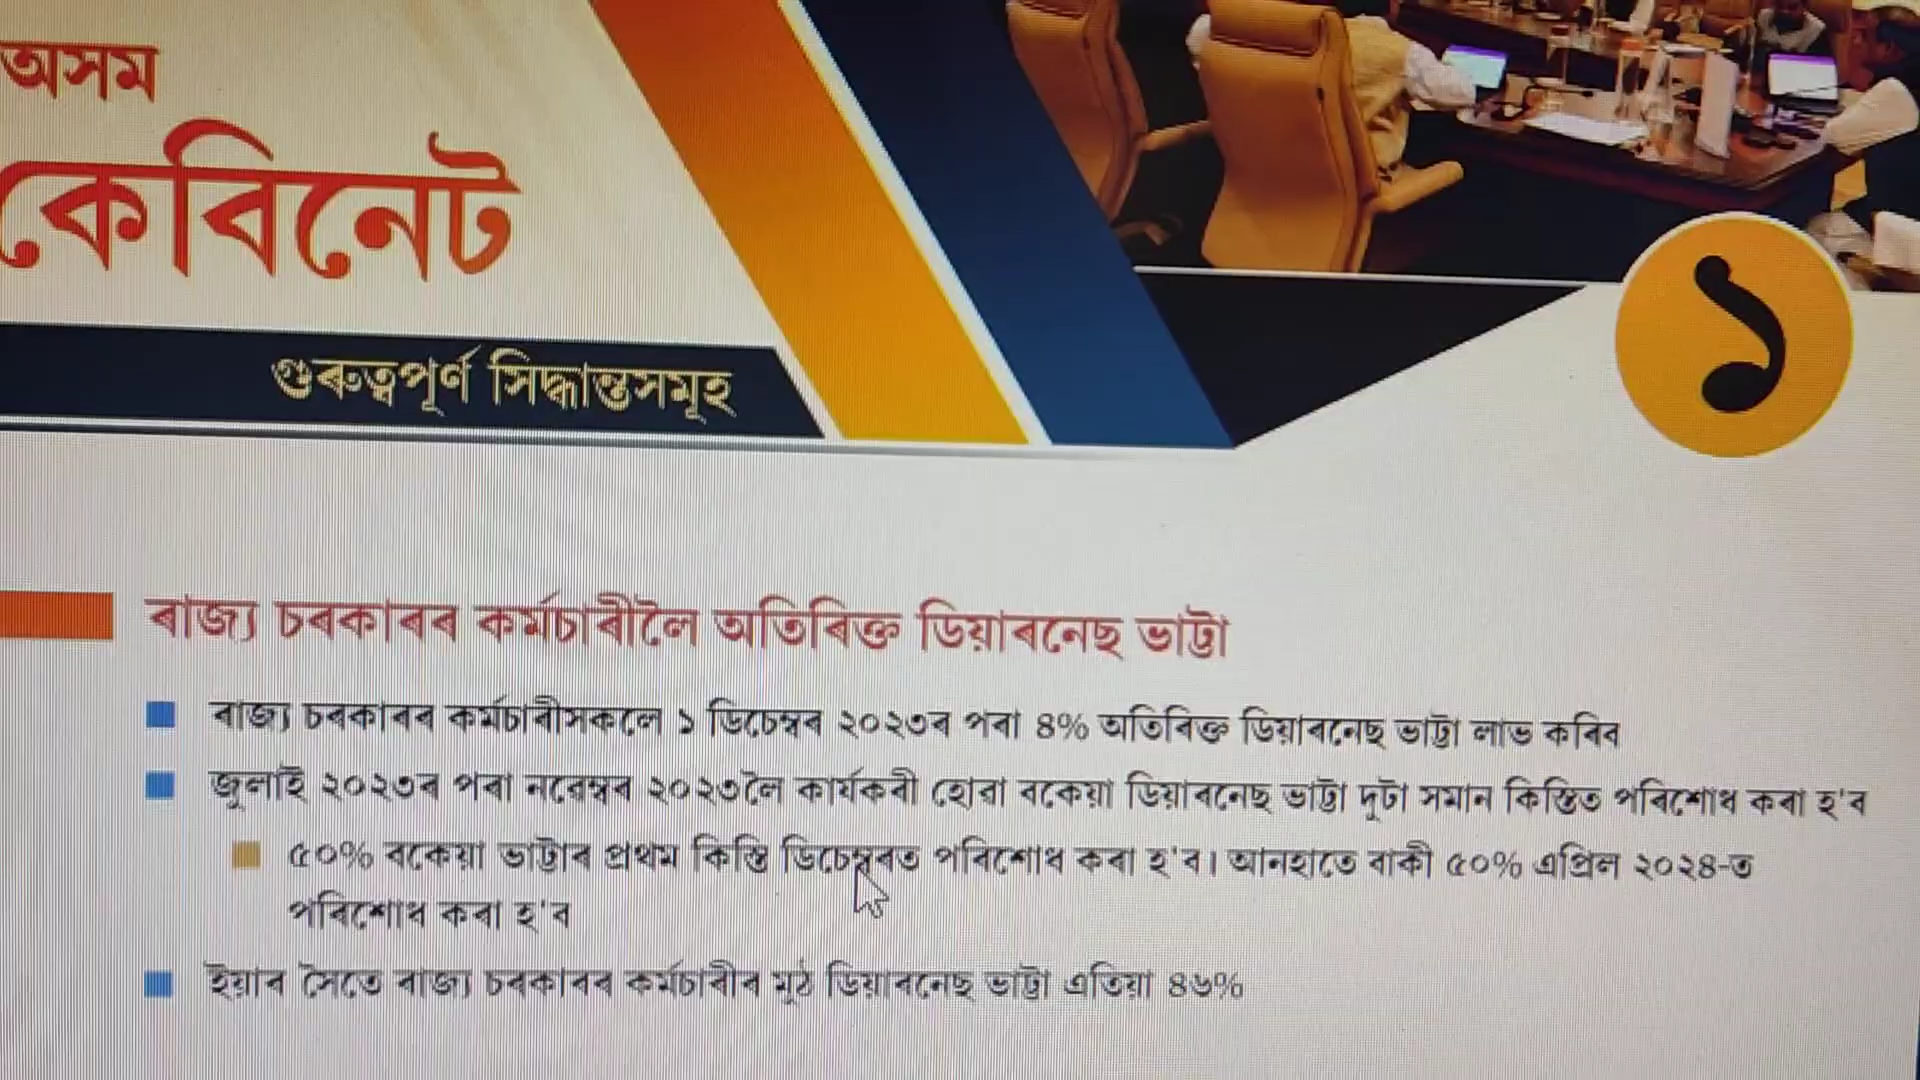 অসম
কেবিনেট
গুৰুত্বপূৰ্ণ সিদ্ধান্তসমূহ
১
ৰাজ্য চৰকাৰৰ কৰ্মচাৰীলৈ অতিৰিক্ত ডিয়াৰনেছ ভাট্টা
ৰাজ্য চৰকাৰৰ কৰ্মচাৰীসকলে ১ ডিচেম্বৰ ২০২৩ৰ পৰা ৪% অতিৰিক্ত ডিয়াৰনেছ ভাট্টা লাভ কৰিব
জুলাই ২০২৩ৰ পৰা নৱেম্বৰ ২০২৩লৈ কাৰ্যকৰী হোৱা বকেয়া ডিয়াৰনেছ ভাট্টা দুটা সমান কিস্তিত পৰিশোধ কৰা হ'ব
৫০% বকেয়া ভাট্টাৰ প্ৰথম কিস্তি ডিচেম্বৰত পৰিশোধ কৰা হ'ব। আনহাতে বাকী ৫০% এপ্ৰিল ২০২৪-ত
পৰিশোধ কৰা হ'ব
ইয়াৰ সৈতে ৰাজ্য চৰকাৰৰ কৰ্মচাৰীৰ মুঠ ডিয়াৰনেছ ভাট্টা এতিয়া ৪৬%